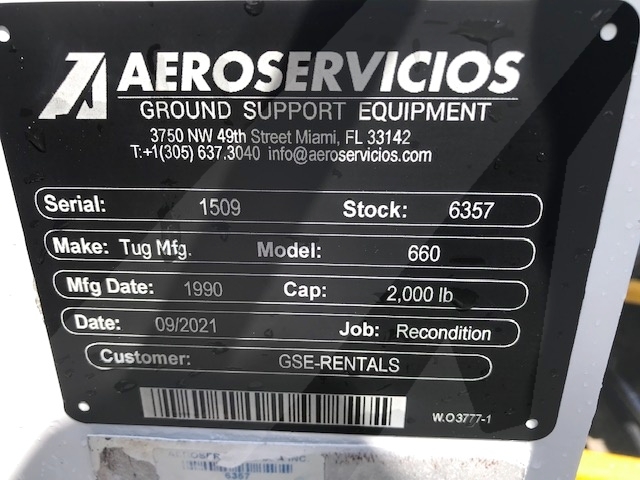 AEROSERVICIOS
GROUND SUPPORT EQUIPMENT
3750 NW 49th Street Miami, FL 33142
T:+1(305) 637.3040 info@aeroservicios.com
Serial: 1509 Stock: 6357
Make: Tug Mfg. Model: 660
Mfg Date: 1990 Cap: 2,000 lb
Date: 09/2021 Job: Recondition
Customer: GSE-RENTALS
W.O3777-1
INC
6357